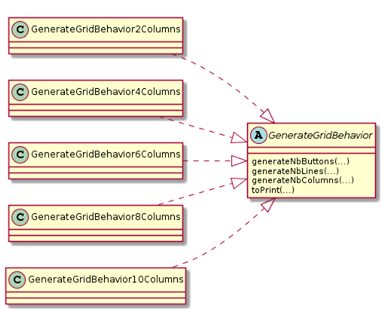 C GenerateGridBehavior2Columns
C GenerateGridBehavior4Columns
A GenerateGridBehavior
generateNbButtons(...)
generateNbLines(...)
generateNbColumns(...)
toPrint(...)
C GenerateGridBehavior6Columns
C GenerateGridBehavior8Columns
C GenerateGridBehavior10Columns